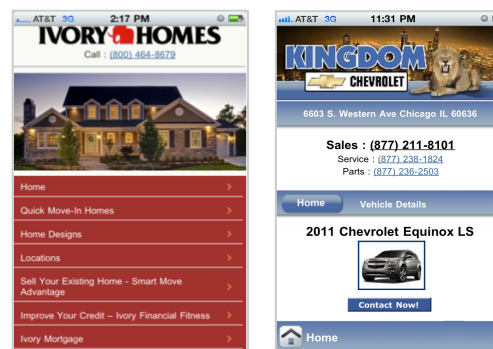 AT&T 3G 2:17 PM
IVORY HOMES
Call : (800) 464-8679
Home
Quick Move-In Homes
Home Designs
Locations
Sell Your Existing Home - Smart Move
Advantage
Improve Your Credit – Ivory Financial Fitness
Ivory Mortgage
AT&T 3G 11:31 PM
KINGDOM
CHEVROLET
6603 S. Western Ave Chicago IL 60636
Sales : (877) 211-8101
Service : (877) 238-1824
Parts : (877) 236-2503
Home Vehicle Details
2011 Chevrolet Equinox LS
Contact Now!
Home